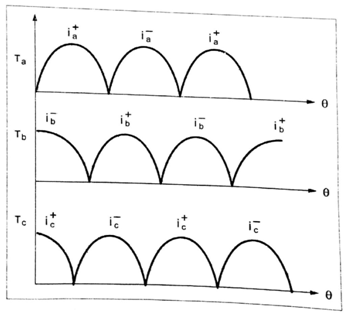 i⁺ₐ i⁻ₐ i⁺ₐ
Tₐ
θ
i⁻b i⁺b i⁻b i⁺b
Tb
θ
i⁺c i⁻c i⁺c i⁻c
Tc
θ